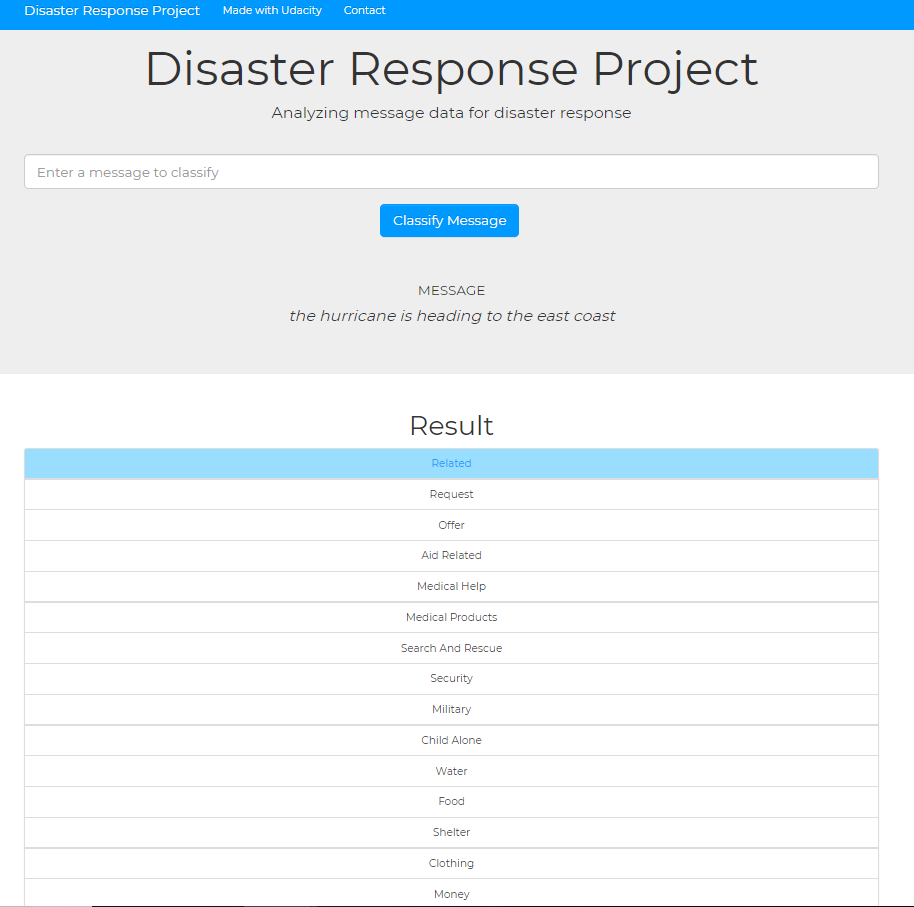 Disaster Response Project Made with Udacity Contact
Disaster Response Project
Analyzing message data for disaster response
Enter a message to classify
Classify Message
MESSAGE
the hurricane is heading to the east coast
Result
Related
Request
Offer
Aid Related
Medical Help
Medical Products
Search And Rescue
Security
Military
Child Alone
Water
Food
Shelter
Clothing
Money